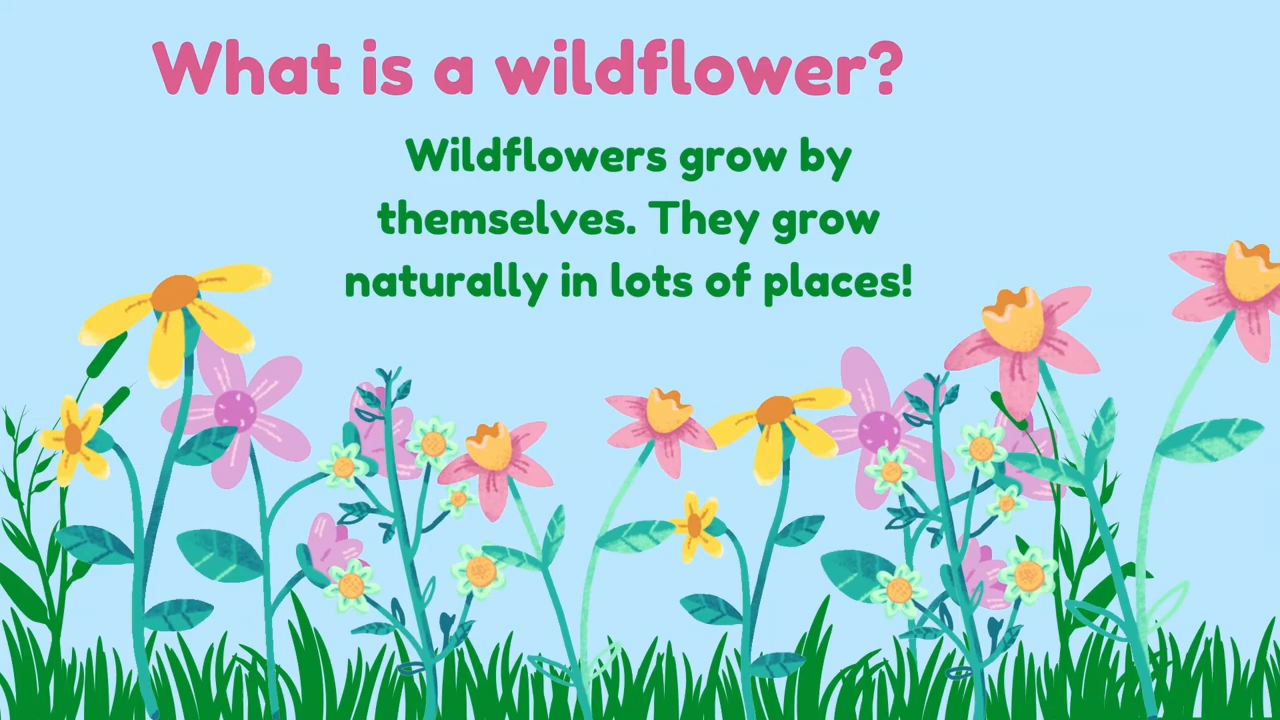 What is a wildflower?
Wildflowers grow by
themselves. They grow
naturally in lots of places!